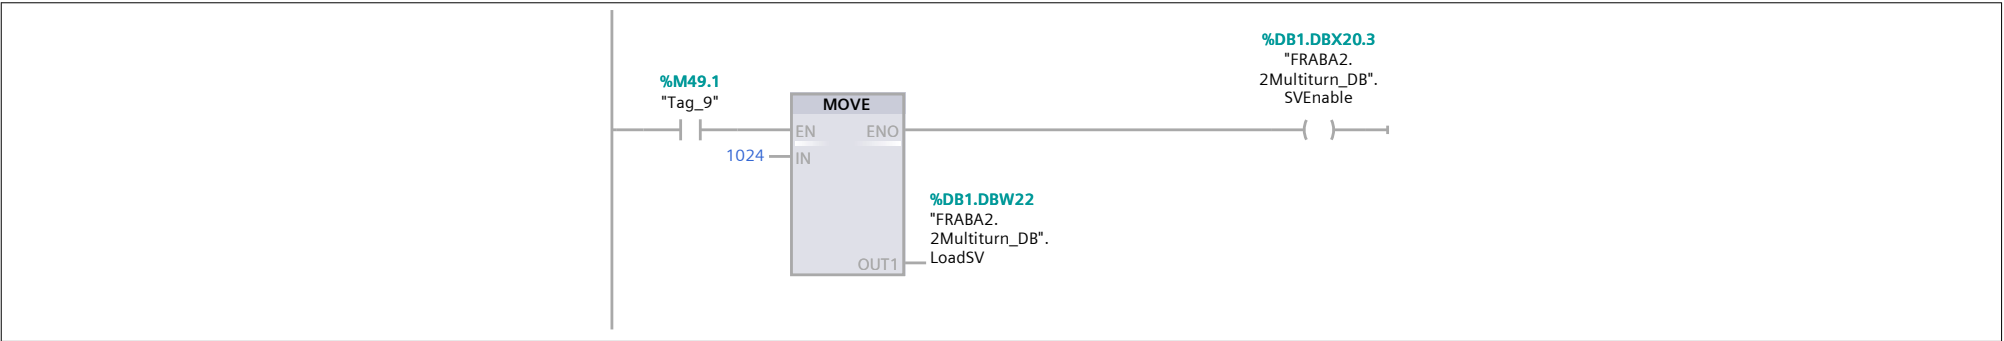 %DB1.DBX20.3
"FRABA2.
2Multiturn_DB".
SVEnable
%M49.1
"Tag_9"
MOVE
EN ENO
1024 IN
%DB1.DBW22
"FRABA2.
2Multiturn_DB".
LoadSV
OUT1